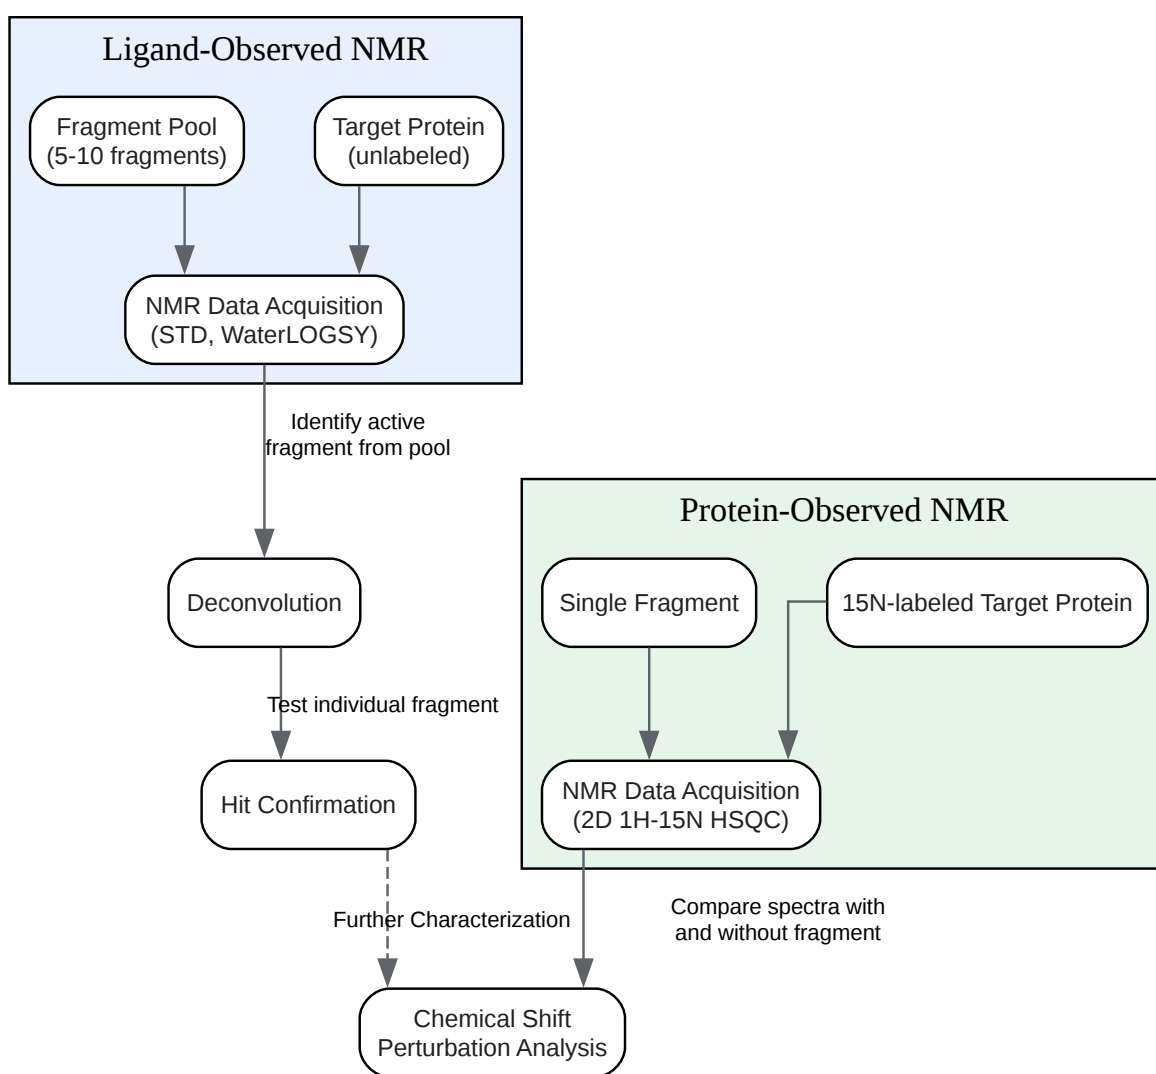 Ligand-Observed NMR
Fragment Pool
(5-10 fragments)
Target Protein
(unlabeled)
NMR Data Acquisition
(STD, WaterLOGSY)
Identify active
fragment from pool
Deconvolution
Test individual fragment
Hit Confirmation
Further Characterization
Protein-Observed NMR
Single Fragment
15N-labeled Target Protein
NMR Data Acquisition
(2D 1H-15N HSQC)
Compare spectra with
and without fragment
Chemical Shift
Perturbation Analysis